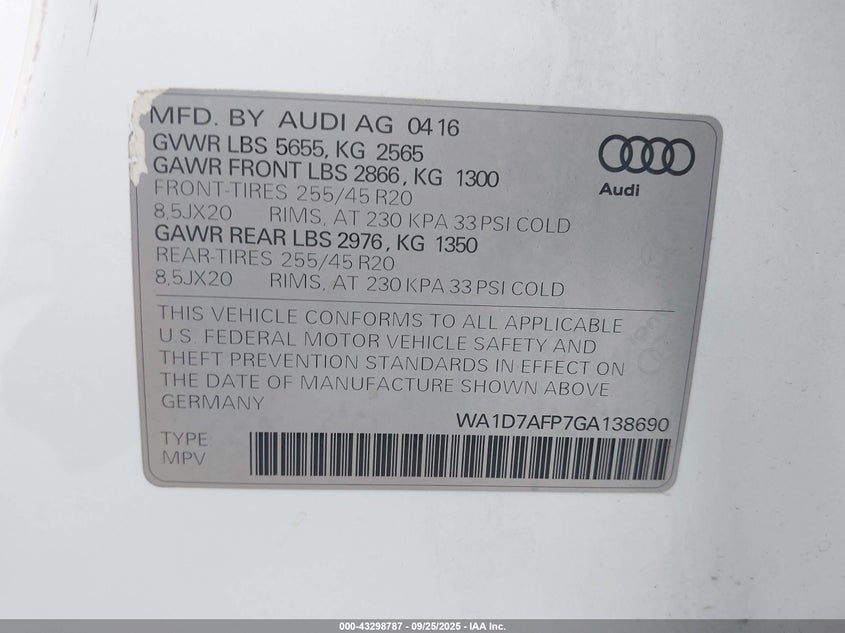 MFD. BY AUDI AG 04 16
GVWR LBS 5655, KG 2565
GAWR FRONT LBS 2866, KG 1300
FRONT-TIRES 255/45 R20
8,5JX20 RIMS, AT 230 KPA 33 PSI COLD
GAWR REAR LBS 2976, KG 1350
REAR-TIRES 255/45 R20
8,5JX20 RIMS, AT 230 KPA 33 PSI COLD
Audi
THIS VEHICLE CONFORMS TO ALL APPLICABLE
U.S. FEDERAL MOTOR VEHICLE SAFETY AND
THEFT PREVENTION STANDARDS IN EFFECT ON
THE DATE OF MANUFACTURE SHOWN ABOVE.
GERMANY
WA1D7AFP7GA138690
TYPE:
MPV
000-43298787 - 09/25/2025 - IAA Inc.